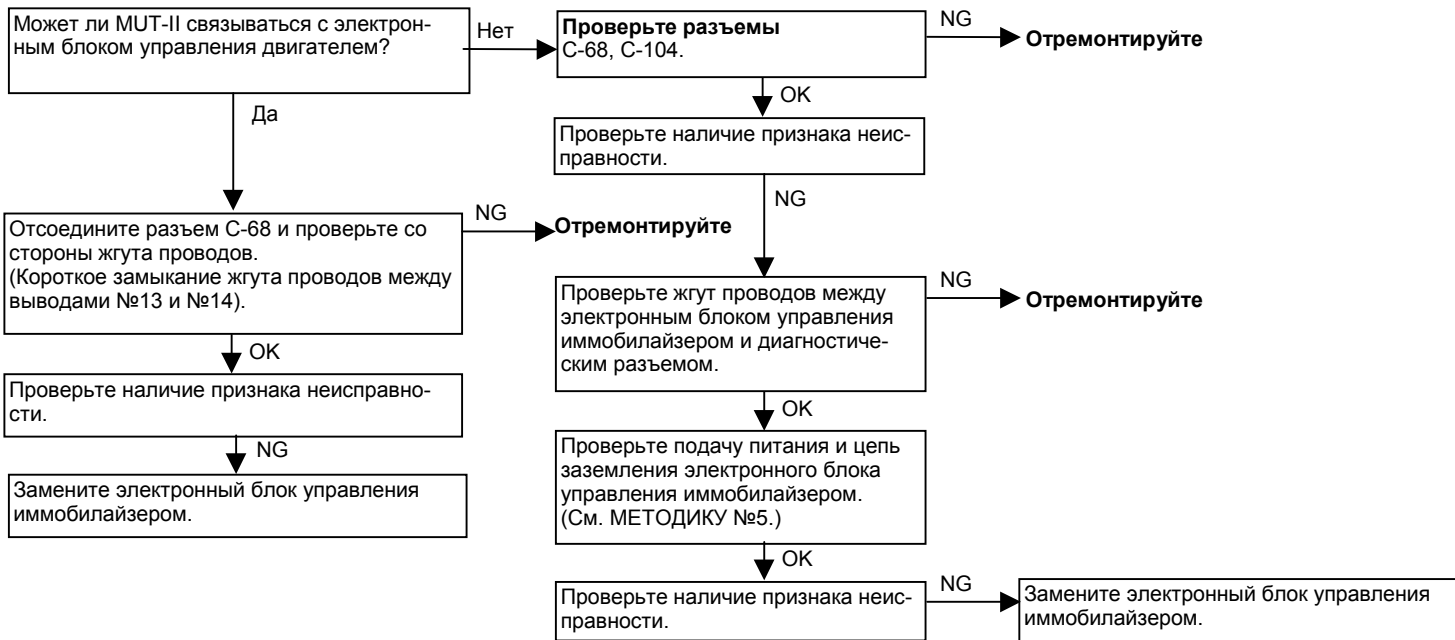 Может ли MUT-II связываться с электрон-
ным блоком управления двигателем?
Нет
Проверьте разъемы
C-68, C-104.
NG
Отремонтируйте
Да
OK
Проверьте наличие признака неис-
правности.
NG
Отсоедините разъем C-68 и проверьте со
стороны жгута проводов.
(Короткое замыкание жгута проводов между
выводами №13 и №14).
NG
Отремонтируйте
Проверьте жгут проводов между
электронным блоком управления
иммобилайзером и диагностиче-
ским разъемом.
NG
Отремонтируйте
OK
Проверьте наличие признака неисправно-
сти.
OK
NG
Проверьте подачу питания и цепь
заземления электронного блока
управления иммобилайзером.
(См. МЕТОДИКУ №5.)
Замените электронный блок управления
иммобилайзером.
OK
Проверьте наличие признака неис-
правности.
NG
Замените электронный блок управления
иммобилайзером.